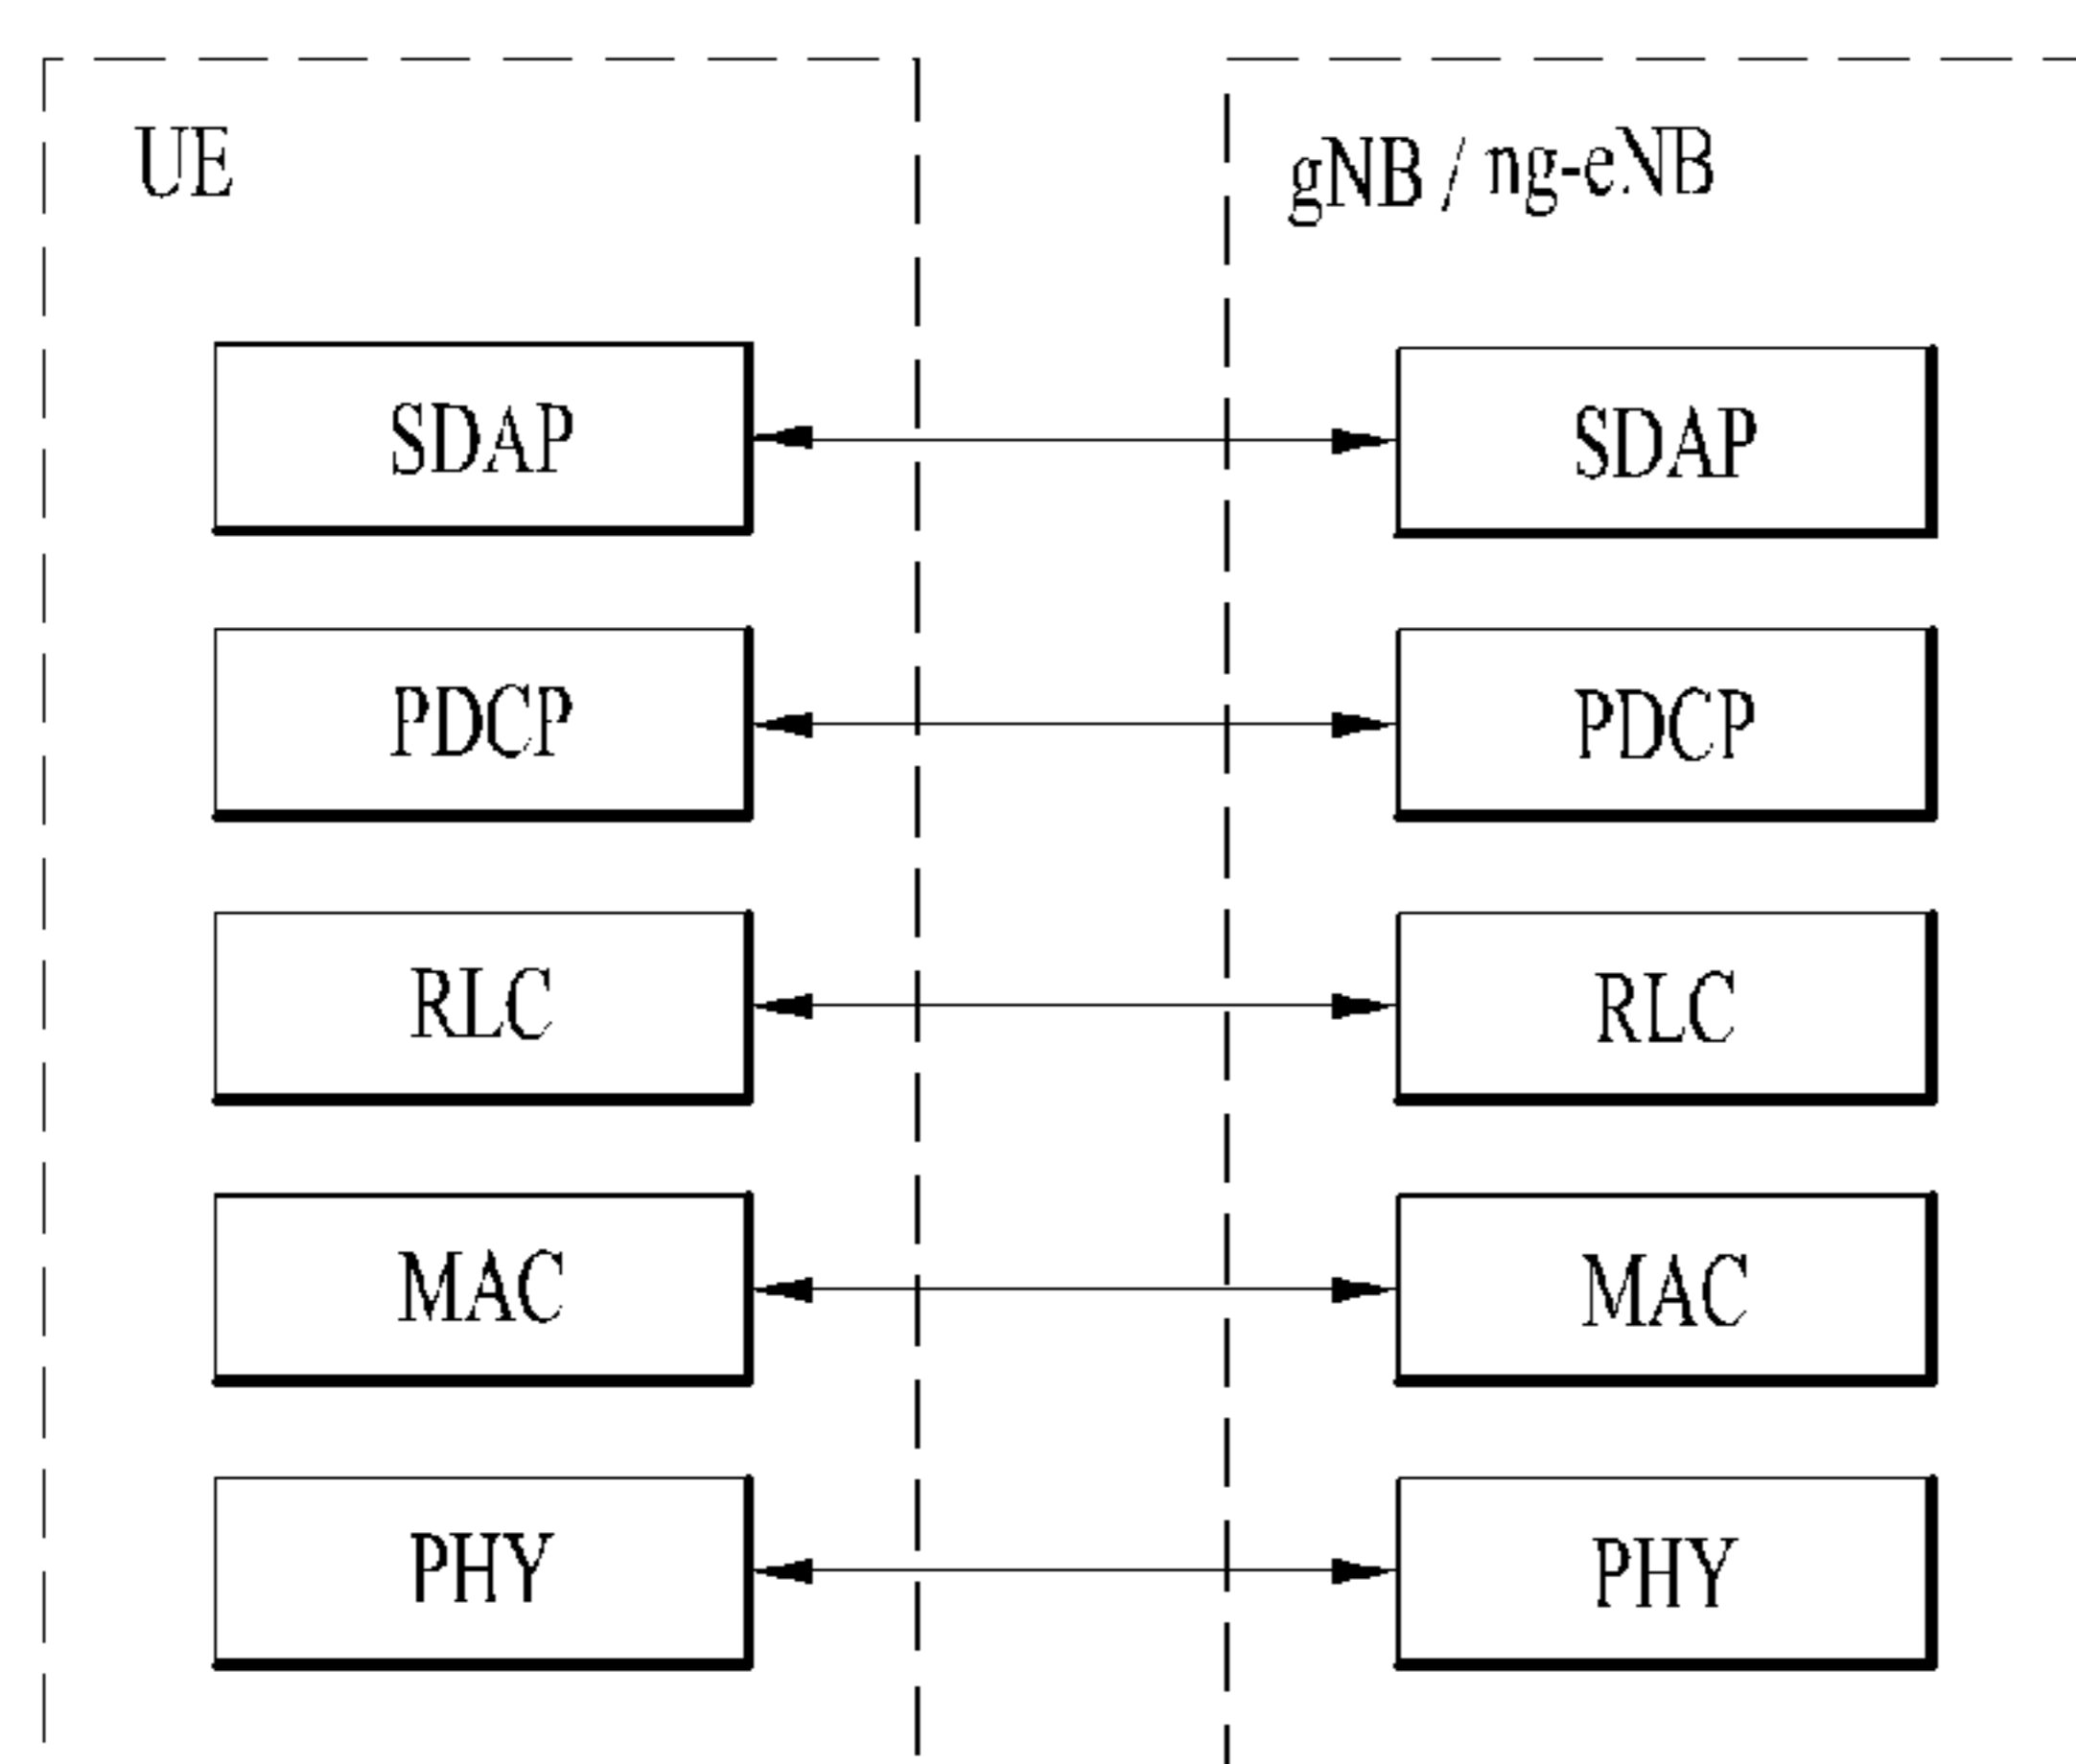 UE
gNB / ng-eNB
SDAP
SDAP
PDCP
PDCP
RLC
RLC
MAC
MAC
PHY
PHY